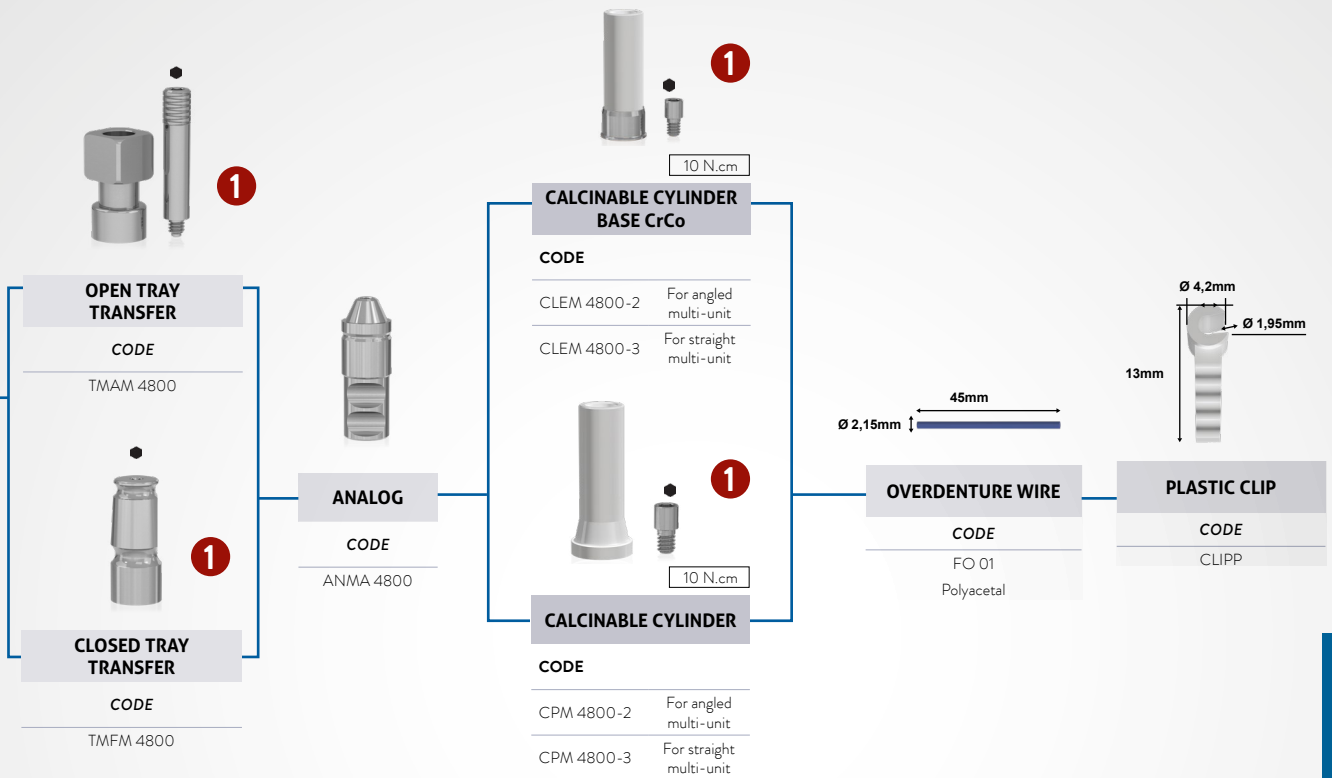 1
OPEN TRAY
TRANSFER
CODE
TMAM 4800
1
CLOSED TRAY
TRANSFER
CODE
TMFM 4800
ANALOG
CODE
ANMA 4800
1
10 N.cm
CALCINABLE CYLINDER
BASE CrCo
CODE
CLEM 4800-2 For angled
multi-unit
CLEM 4800-3 For straight
multi-unit
1
10 N.cm
CALCINABLE CYLINDER
CODE
CPM 4800-2 For angled
multi-unit
CPM 4800-3 For straight
multi-unit
45mm
Ø 2,15mm
OVERDENTURE WIRE
CODE
FO 01
Polyacetal
Ø 4,2mm
Ø 1,95mm
13mm
PLASTIC CLIP
CODE
CLIPP